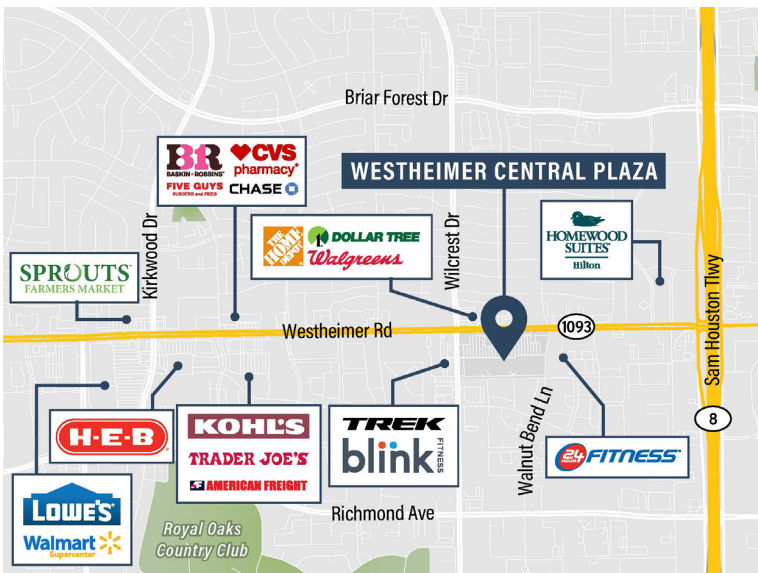 Briar Forest Dr
BR
BASKIN·ROBBINS®
CVS
pharmacy®
FIVE GUYS
BURGERS and FRIES
CHASE
WESTHEIMER CENTRAL PLAZA
Kirkwood Dr
THE HOME DEPOT
1 DOLLAR TREE
Walgreens
Wilcrest Dr
HOMEWOOD
SUITES®
Hilton
SPROUTS
FARMERS MARKET
Westheimer Rd
1093
Sam Houston Tlwy
8
H-E-B
KOHL'S
TRADER JOE'S
AF AMERICAN FREIGHT
TREK
blink
FITNESS
Walnut Bend Ln
24 HOUR FITNESS
LOWE'S
Walmart
Supercenter
Royal Oaks
Country Club
Richmond Ave